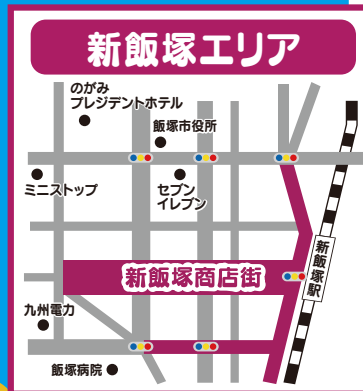 新飯塚エリア
のがみ
プレジデントホテル
飯塚市役所
ミニストップ
セブン
イレブン
新飯塚駅
新飯塚商店街
九州電力
飯塚病院